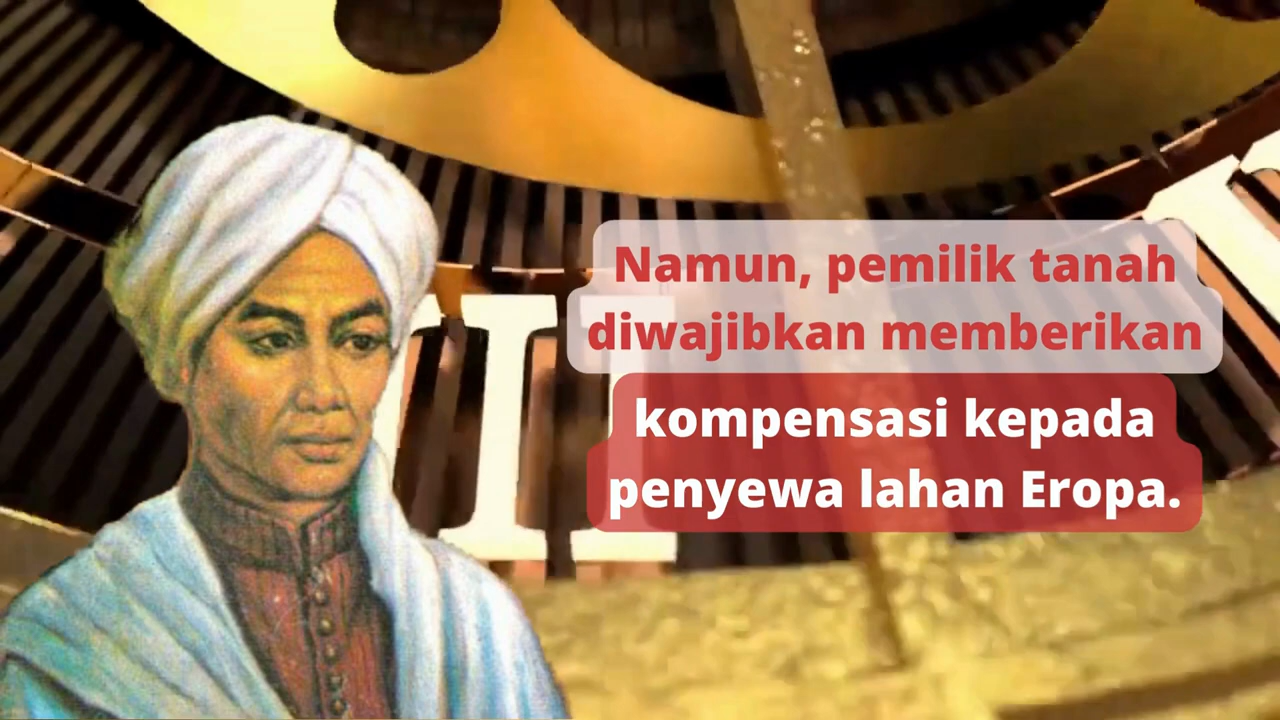 Namun, pemilik tanah
diwajibkan memberikan
kompensasi kepada
penyewa lahan Eropa.